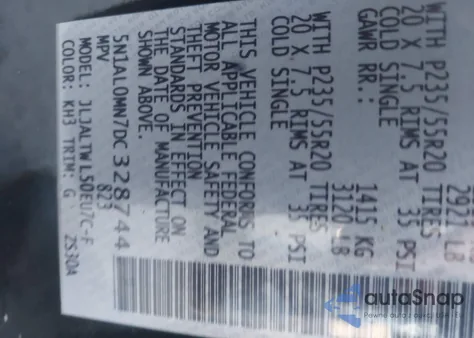 2921 LB
WITH P235/55R20 TIRES
20 X 7.5 RIMS AT 35 PSI
COLD SINGLE
GAWR RR.: 1415 KG
3120 LB
WITH P235/55R20 TIRES
20 X 7.5 RIMS AT 35 PSI
COLD SINGLE
THIS VEHICLE CONFORMS TO
ALL APPLICABLE FEDERAL
MOTOR VEHICLE SAFETY AND
THEFT PREVENTION
STANDARDS IN EFFECT ON
THE DATE OF MANUFACTURE
SHOWN ABOVE.
5N1AL0MN7DC328744
MPV 823
MODEL: JLJALTWL50EU7C-F
COLOR: KH3 TRIM: G 2S30A
autoSnap